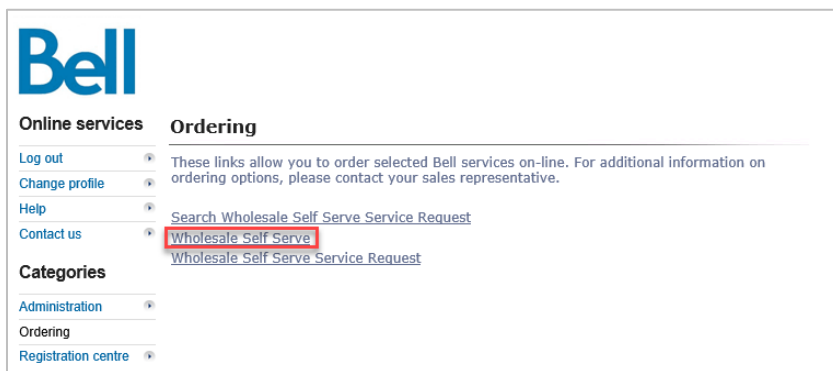 Bell
Online services
Log out
Change profile
Help
Contact us
Categories
Administration
Ordering
Registration centre
Ordering
These links allow you to order selected Bell services on-line. For additional information on
ordering options, please contact your sales representative.
Search Wholesale Self Serve Service Request
Wholesale Self Serve
Wholesale Self Serve Service Request